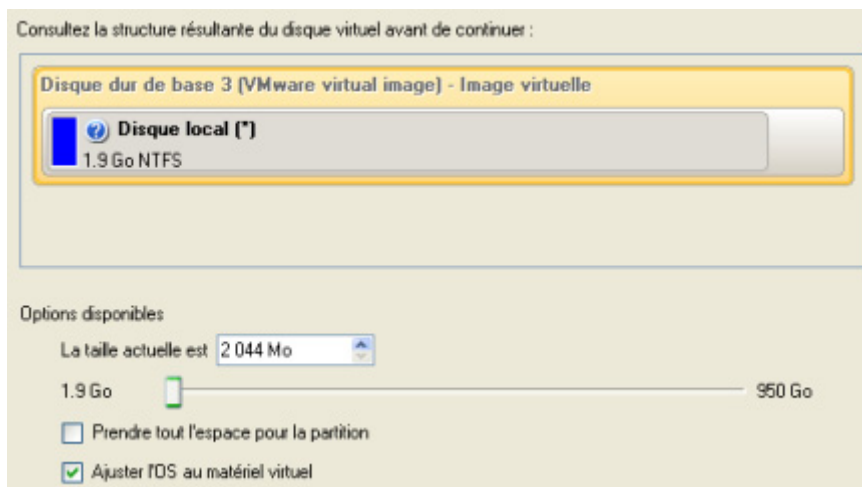 Consultez la structure résultante du disque virtuel avant de continuer :
Disque dur de base 3 (VMware virtual image) - Image virtuelle
Disque local (*)
1.9 Go NTFS
Options disponibles
La taille actuelle est 2 044 Mo
1.9 Go 950 Go
Prendre tout l'espace pour la partition
Ajuster l'OS au matériel virtuel